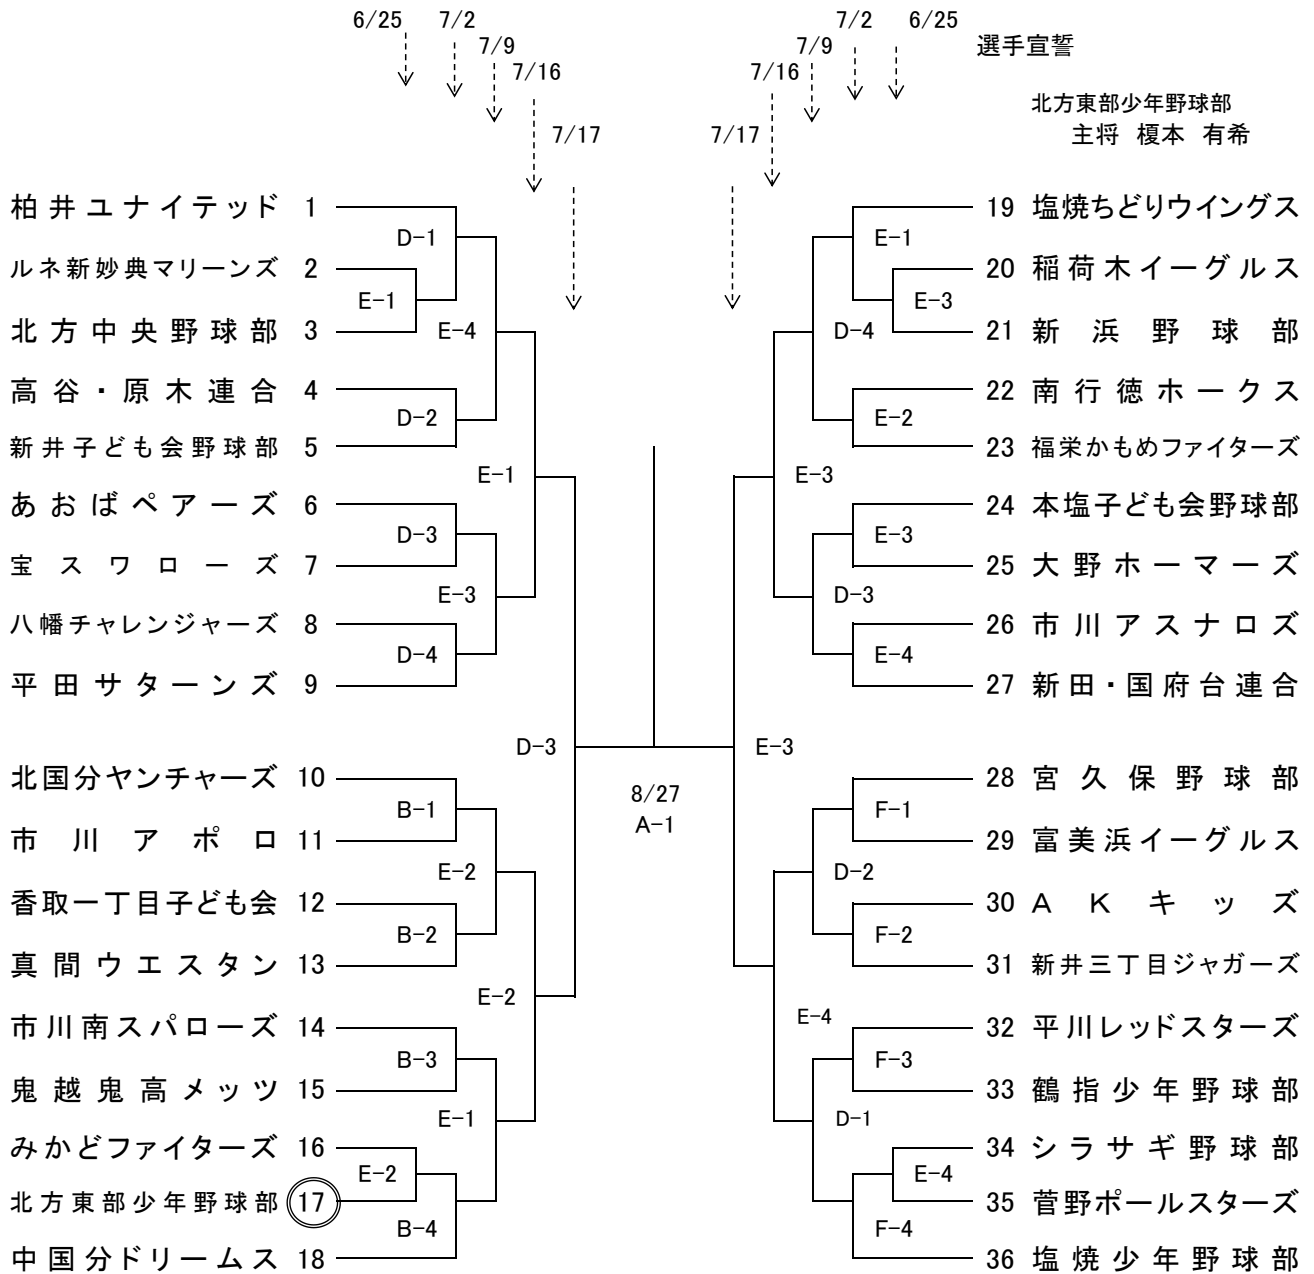 6/25 7/2 7/2 6/25
7/9 7/9 選手宣誓
7/16 7/16
北方東部少年野球部
7/17 7/17 主将 榎本 有希
柏井ユナイテッド 1 19 塩焼ちどりウイングス
D-1 E-1
ルネ新妙典マリーンズ 2 20 稲荷木イーグルス
E-1 E-3
北方中央野球部 3 E-4 D-4 21 新浜野球部
高谷・原木連合 4 22 南行徳ホークス
D-2 E-2
新井子ども会野球部 5 23 福栄かもめファイターズ
E-1 E-3
あおばペアーズ 6 24 本塩子ども会野球部
D-3 E-3
宝スワローズ 7 25 大野ホーマーズ
E-3 D-3
八幡チャレンジャーズ 8 26 市川アスナロズ
D-4 E-4
平田サターンズ 9 27 新田・国府台連合
D-3 E-3
北国分ヤンチャーズ 10 28 宮久保野球部
8/27
B-1 F-1
A-1
市川アポロ 11 29 富美浜イーグルス
E-2 D-2
香取一丁目子ども会 12 30 AKキッズ
B-2 F-2
真間ウエスタン 13 31 新井三丁目ジャガーズ
E-2 E-4
市川南スパローズ 14 32 平川レッドスターズ
B-3 F-3
鬼越鬼高メッツ 15 33 鶴指少年野球部
E-1 D-1
みかどファイターズ 16 34 シラサギ野球部
E-2 E-4
北方東部少年野球部 17 35 菅野ポールスターズ
B-4 F-4
中国分ドリームス 18 36 塩焼少年野球部